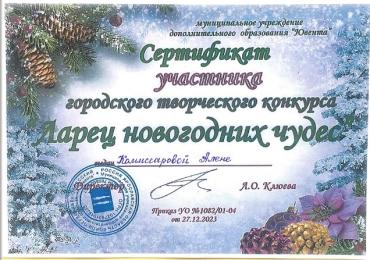 муниципальное учреждение
дополнительного образования "Ювента"
Сертификат
участника
городского творческого конкурса
"Ларец новогодних чудес"
выдан Комиссаровой Алене
Директор А.О. Клюева
Приказ УО №1082/01-04
от 27.12.2023